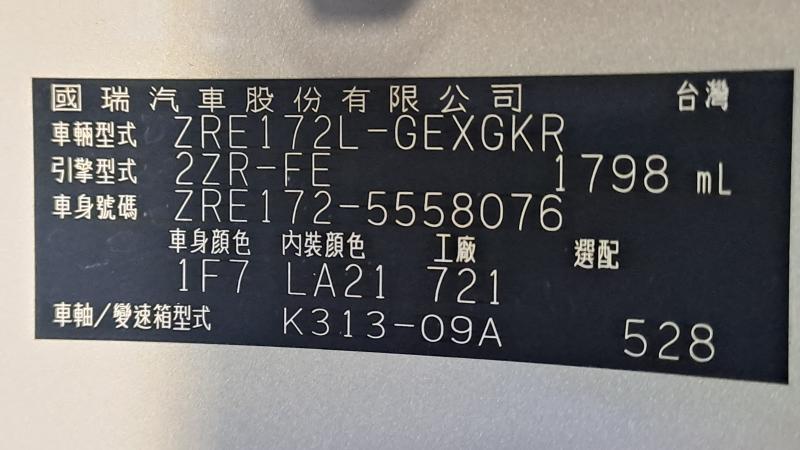 國瑞汽車股份有限公司 台灣
車輛型式 ZRE172L-GEXGKR
引擎型式 2ZR-FE 1798 mL
車身號碼 ZRE172-5558076
車身顏色 內裝顏色 工廠 選配
1F7 LA21 721
車軸/變速箱型式 K313-09A 528